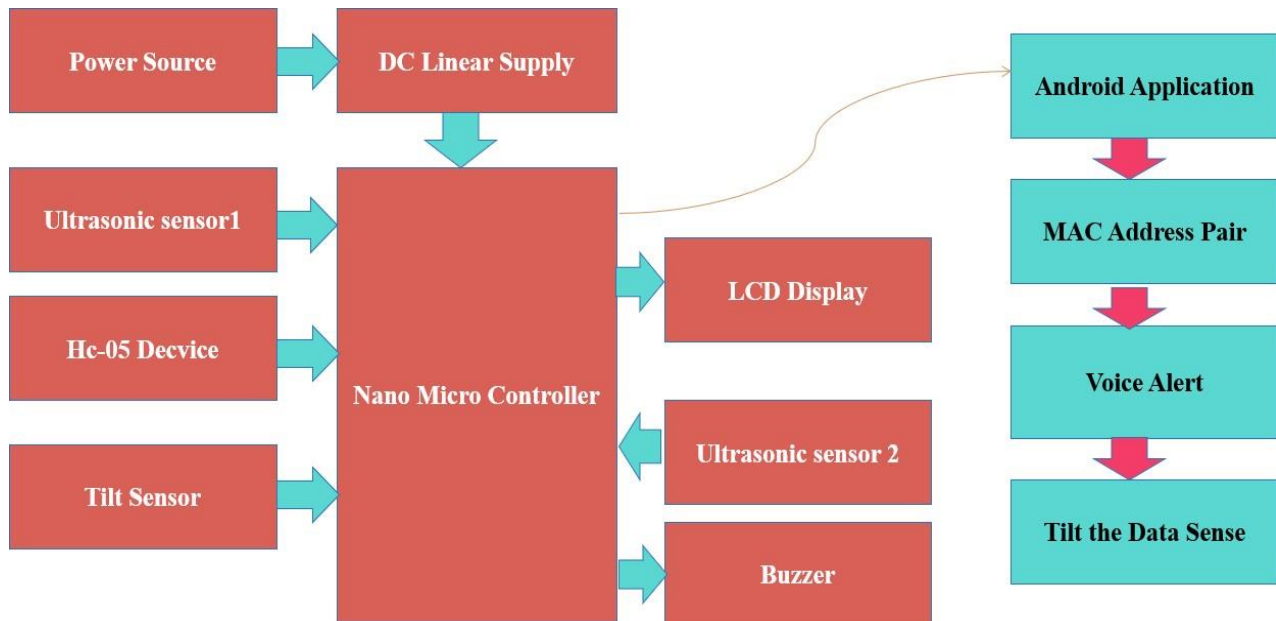 Power Source
DC Linear Supply
Android Application
Ultrasonic sensor1
MAC Address Pair
LCD Display
Hc-05 Decvice
Nano Micro Controller
Voice Alert
Ultrasonic sensor 2
Tilt Sensor
Tilt the Data Sense
Buzzer